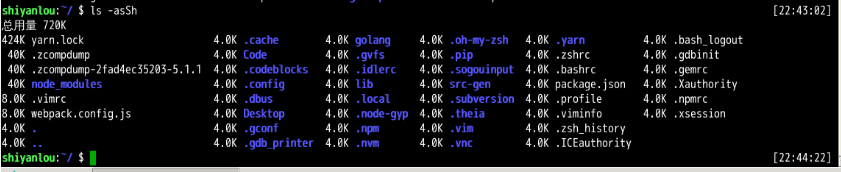 shiyanlou:~/ $ ls -asSh [22:43:02]
总用量 720K
424K yarn.lock 4.0K .cache 4.0K golang 4.0K .oh-my-zsh 4.0K .yarn 4.0K .bash_logout
40K .zcompdump 4.0K Code 4.0K .gvfs 4.0K .pip 4.0K .zshrc 4.0K .gdbinit
40K .zcompdump-2fad4ec35203-5.1.1 4.0K .codeblocks 4.0K .idlerc 4.0K .sogouinput 4.0K .bashrc 4.0K .gemrc
40K node_modules 4.0K .config 4.0K lib 4.0K src-gen 4.0K package.json 4.0K .Xauthority
8.0K .vimrc 4.0K .dbus 4.0K .local 4.0K .subversion 4.0K .profile 4.0K .npmrc
8.0K webpack.config.js 4.0K Desktop 4.0K .node-gyp 4.0K .theia 4.0K .viminfo 4.0K .xsession
4.0K . 4.0K .gconf 4.0K .npm 4.0K .vim 4.0K .zsh_history
4.0K .. 4.0K .gdb_printer 4.0K .nvm 4.0K .vnc 4.0K .ICEauthority
shiyanlou:~/ $ [22:44:22]